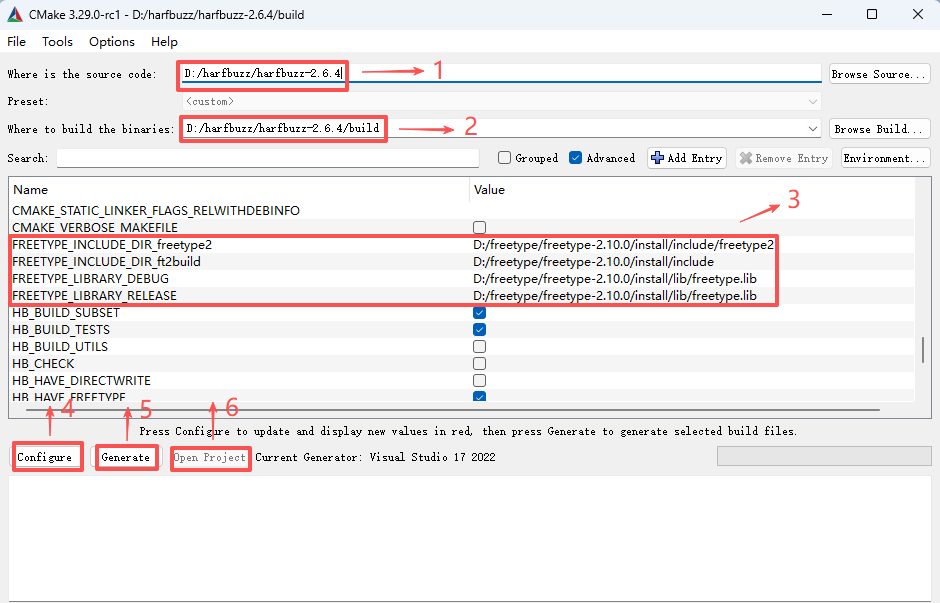 CMake 3.29.0-rc1 - D:/harfbuzz/harfbuzz-2.6.4/build
File Tools Options Help
Where is the source code: D:/harfbuzz/harfbuzz-2.6.4 1 Browse Source...
Preset: <custom>
Where to build the binaries: D:/harfbuzz/harfbuzz-2.6.4/build 2 Browse Build...
Search: Grouped Advanced Add Entry Remove Entry Environment...
Name Value
3
CMAKE_STATIC_LINKER_FLAGS_RELWITHDEBINFO
CMAKE_VERBOSE_MAKEFILE
FREETYPE_INCLUDE_DIR_freetype2 D:/freetype/freetype-2.10.0/install/include/freetype2
FREETYPE_INCLUDE_DIR_ft2build D:/freetype/freetype-2.10.0/install/include
FREETYPE_LIBRARY_DEBUG D:/freetype/freetype-2.10.0/install/lib/freetype.lib
FREETYPE_LIBRARY_RELEASE D:/freetype/freetype-2.10.0/install/lib/freetype.lib
HB_BUILD_SUBSET
HB_BUILD_TESTS
HB_BUILD_UTILS
HB_CHECK
HB_HAVE_DIRECTWRITE
HB_HAVE_FREETYPE
4 5 6
Press Configure to update and display new values in red, then press Generate to generate selected build files.
Configure Generate Open Project Current Generator: Visual Studio 17 2022